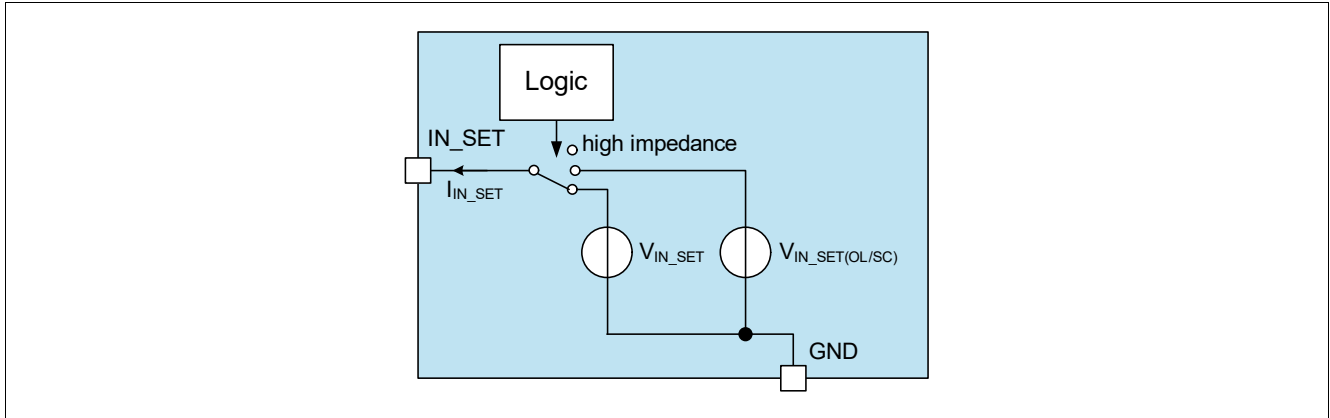 Logic
IN_SET
high impedance
IIN_SET
VIN_SET
VIN_SET(OL/SC)
GND